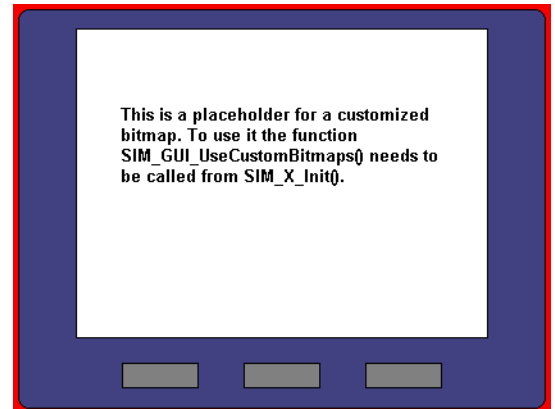 This is a placeholder for a customized
bitmap. To use it the function
SIM_GUI_UseCustomBitmaps() needs to
be called from SIM_X_Init().